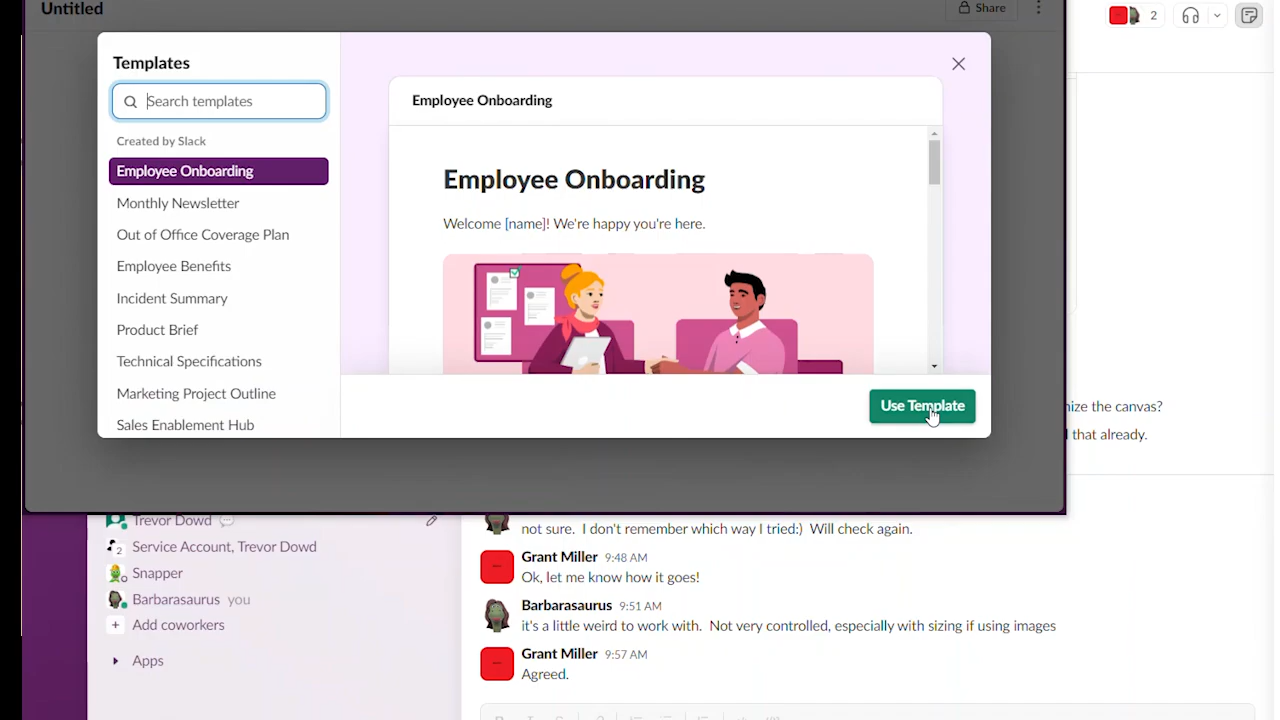 Untitled
Share
2
Templates
Search templates
Created by Slack
Employee Onboarding
Monthly Newsletter
Out of Office Coverage Plan
Employee Benefits
Incident Summary
Product Brief
Technical Specifications
Marketing Project Outline
Sales Enablement Hub
Employee Onboarding
Employee Onboarding
Welcome [name]! We're happy you're here.
Use Template
the canvas?
that already.
Trevor Dowd
2 Service Account, Trevor Dowd
Snapper
Barbarasaurus you
+ Add coworkers
Apps
not sure. I don't remember which way I tried:) Will check again.
Grant Miller 9:48 AM
Ok, let me know how it goes!
Barbarasaurus 9:51 AM
it's a little weird to work with. Not very controlled, especially with sizing if using images
Grant Miller 9:57 AM
Agreed.